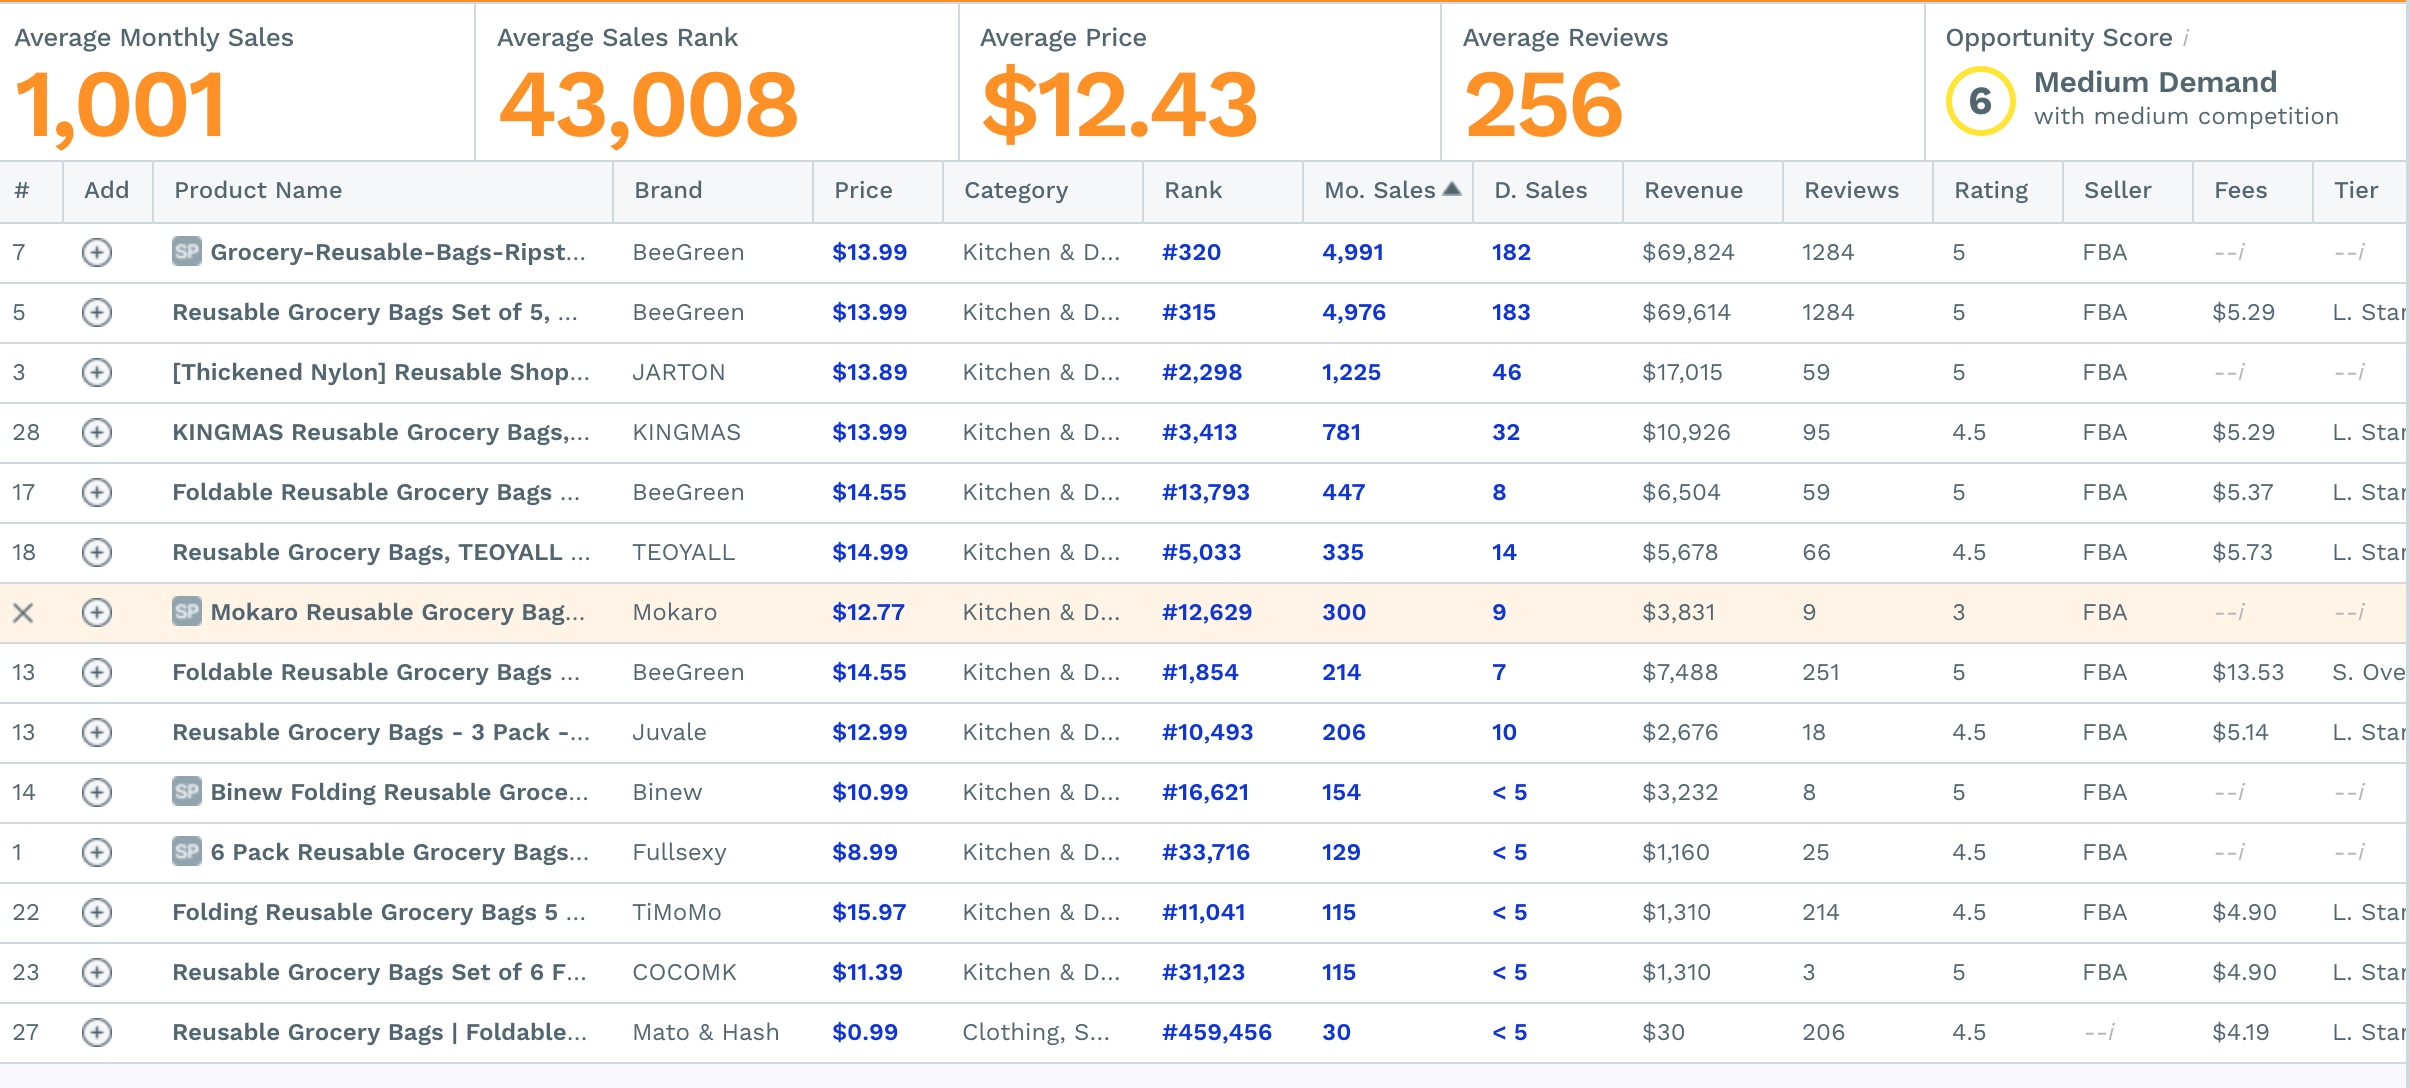 Average Monthly Sales
1,001
Average Sales Rank
43,008
Average Price
$12.43
Average Reviews
256
Opportunity Score i
6
Medium Demand
with medium competition
# Add Product Name Brand Price Category Rank Mo. Sales D. Sales Revenue Reviews Rating Seller Fees Tier
7 SP Grocery-Reusable-Bags-Ripst... BeeGreen $13.99 Kitchen & D... #320 4,991 182 $69,824 1284 5 FBA --i --i
5 Reusable Grocery Bags Set of 5, ... BeeGreen $13.99 Kitchen & D... #315 4,976 183 $69,614 1284 5 FBA $5.29 L. Star
3 [Thickened Nylon] Reusable Shop... JARTON $13.89 Kitchen & D... #2,298 1,225 46 $17,015 59 5 FBA --i --i
28 KINGMAS Reusable Grocery Bags,... KINGMAS $13.99 Kitchen & D... #3,413 781 32 $10,926 95 4.5 FBA $5.29 L. Star
17 Foldable Reusable Grocery Bags ... BeeGreen $14.55 Kitchen & D... #13,793 447 8 $6,504 59 5 FBA $5.37 L. Star
18 Reusable Grocery Bags, TEOYALL ... TEOYALL $14.99 Kitchen & D... #5,033 335 14 $5,678 66 4.5 FBA $5.73 L. Star
SP Mokaro Reusable Grocery Bag... Mokaro $12.77 Kitchen & D... #12,629 300 9 $3,831 9 3 FBA --i --i
13 Foldable Reusable Grocery Bags ... BeeGreen $14.55 Kitchen & D... #1,854 214 7 $7,488 251 5 FBA $13.53 S. Ove
13 Reusable Grocery Bags - 3 Pack -... Juvale $12.99 Kitchen & D... #10,493 206 10 $2,676 18 4.5 FBA $5.14 L. Star
14 SP Binew Folding Reusable Groce... Binew $10.99 Kitchen & D... #16,621 154 < 5 $3,232 8 5 FBA --i --i
1 SP 6 Pack Reusable Grocery Bags... Fullsexy $8.99 Kitchen & D... #33,716 129 < 5 $1,160 25 4.5 FBA --i --i
22 Folding Reusable Grocery Bags 5 ... TiMoMo $15.97 Kitchen & D... #11,041 115 < 5 $1,310 214 4.5 FBA $4.90 L. Star
23 Reusable Grocery Bags Set of 6 F... COCOMK $11.39 Kitchen & D... #31,123 115 < 5 $1,310 3 5 FBA $4.90 L. Star
27 Reusable Grocery Bags | Foldable... Mato & Hash $0.99 Clothing, S... #459,456 30 < 5 $30 206 4.5 --i $4.19 L. Star